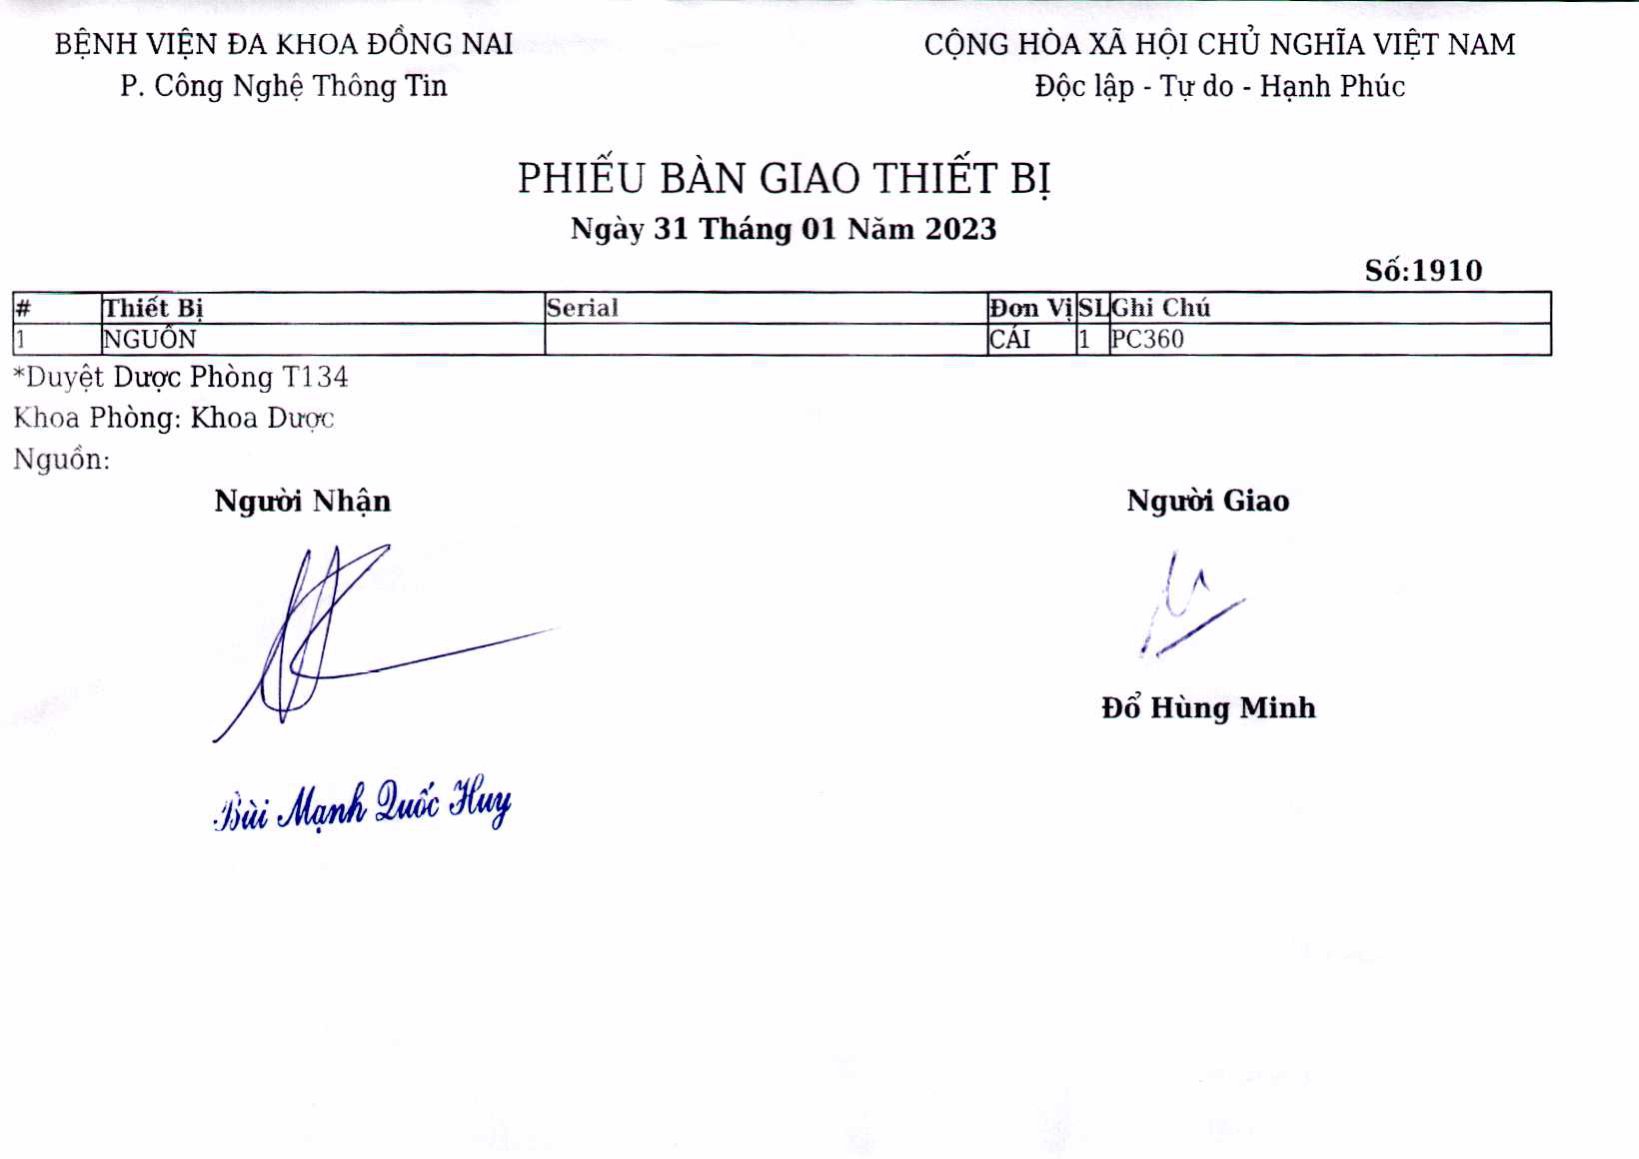 BỆNH VIỆN ĐA KHOA ĐỒNG NAI
P. Công Nghệ Thông Tin
CỘNG HÒA XÃ HỘI CHỦ NGHĨA VIỆT NAM
Độc lập - Tự do - Hạnh Phúc
PHIẾU BÀN GIAO THIẾT BỊ
Ngày 31 Tháng 01 Năm 2023
Số:1910
# Thiết Bị Serial Đơn Vị SL Ghi Chú
1 NGUỒN CÁI 1 PC360
*Duyệt Dược Phòng T134
Khoa Phòng: Khoa Dược
Nguồn:
Người Nhận
Người Giao
Đổ Hùng Minh
Bùi Mạnh Quốc Huy